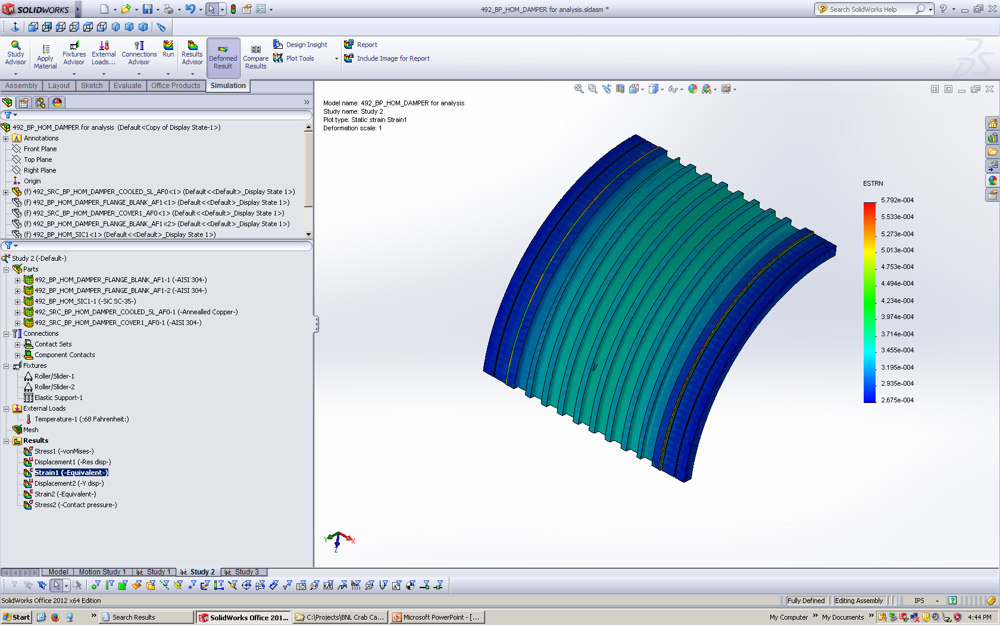 SOLIDWORKS
492_BP_HOM_DAMPER for analysis.sldasm *
Search SolidWorks Help
Study Advisor
Apply Material
Fixtures Advisor
External Loads...
Connections Advisor
Run
Results Advisor
Deformed Result
Compare Results
Design Insight
Plot Tools
Report
Include Image for Report
Assembly
Layout
Sketch
Evaluate
Office Products
Simulation
492_BP_HOM_DAMPER for analysis (Default<Copy of Display State-1>)
Annotations
Front Plane
Top Plane
Right Plane
Origin
(f) 492_SRC_BP_HOM_DAMPER_COOLED_SL_AF0<1> (Default<<Default>_Display State 1>)
(f) 492_BP_HOM_DAMPER_FLANGE_BLANK_AF1<1> (Default<<Default>_Display State 1>)
(f) 492_SRC_BP_HOM_DAMPER_COVER1_AF0<1> (Default<<Default>_Display State 1>)
(f) 492_BP_HOM_DAMPER_FLANGE_BLANK_AF1<2> (Default<<Default>_Display State 1>)
(f) 492_BP_HOM_SIC1<1> (Default<<Default>_Display State 1>)
Study 2 (-Default-)
Parts
492_BP_HOM_DAMPER_FLANGE_BLANK_AF1-1 (-AISI 304-)
492_BP_HOM_DAMPER_FLANGE_BLANK_AF1-2 (-AISI 304-)
492_BP_HOM_SIC1-1 (-SiC SC-35-)
492_SRC_BP_HOM_DAMPER_COOLED_SL_AF0-1 (-Annealled Copper-)
492_SRC_BP_HOM_DAMPER_COVER1_AF0-1 (-AISI 304-)
Connections
Contact Sets
Component Contacts
Fixtures
Roller/Slider-1
Roller/Slider-2
Elastic Support-1
External Loads
Temperature-1 (:68 Fahrenheit:)
Mesh
Results
Stress1 (-vonMises-)
Displacement1 (-Res disp-)
Strain1 (-Equivalent-)
Displacement2 (-Y disp-)
Strain2 (-Equivalent-)
Stress2 (-Contact pressure-)
Model name: 492_BP_HOM_DAMPER for analysis
Study name: Study 2
Plot type: Static strain Strain1
Deformation scale: 1
ESTRN
5.792e-004
5.533e-004
5.273e-004
5.013e-004
4.753e-004
4.494e-004
4.234e-004
3.974e-004
3.714e-004
3.455e-004
3.195e-004
2.935e-004
2.675e-004
Y
X
Z
Model
Motion Study 1
Study 1
Study 2
Study 3
SolidWorks Office 2012 x64 Edition
Fully Defined
Editing Assembly
IPS
Start
Search Results
SolidWorks Office 201...
C:\Projects\BNL Crab Ca...
Microsoft PowerPoint - [...
My Computer
My Documents
4:44 PM